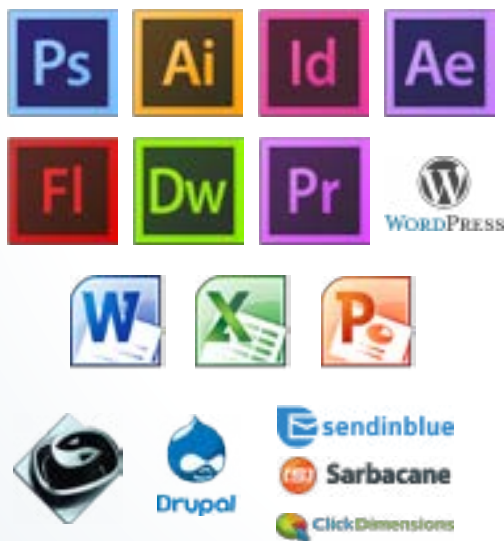 Ps Ai Id Ae
Fl Dw Pr
WORDPRESS
W X P
sendinblue
Drupal
Sarbacane
ClickDimensions